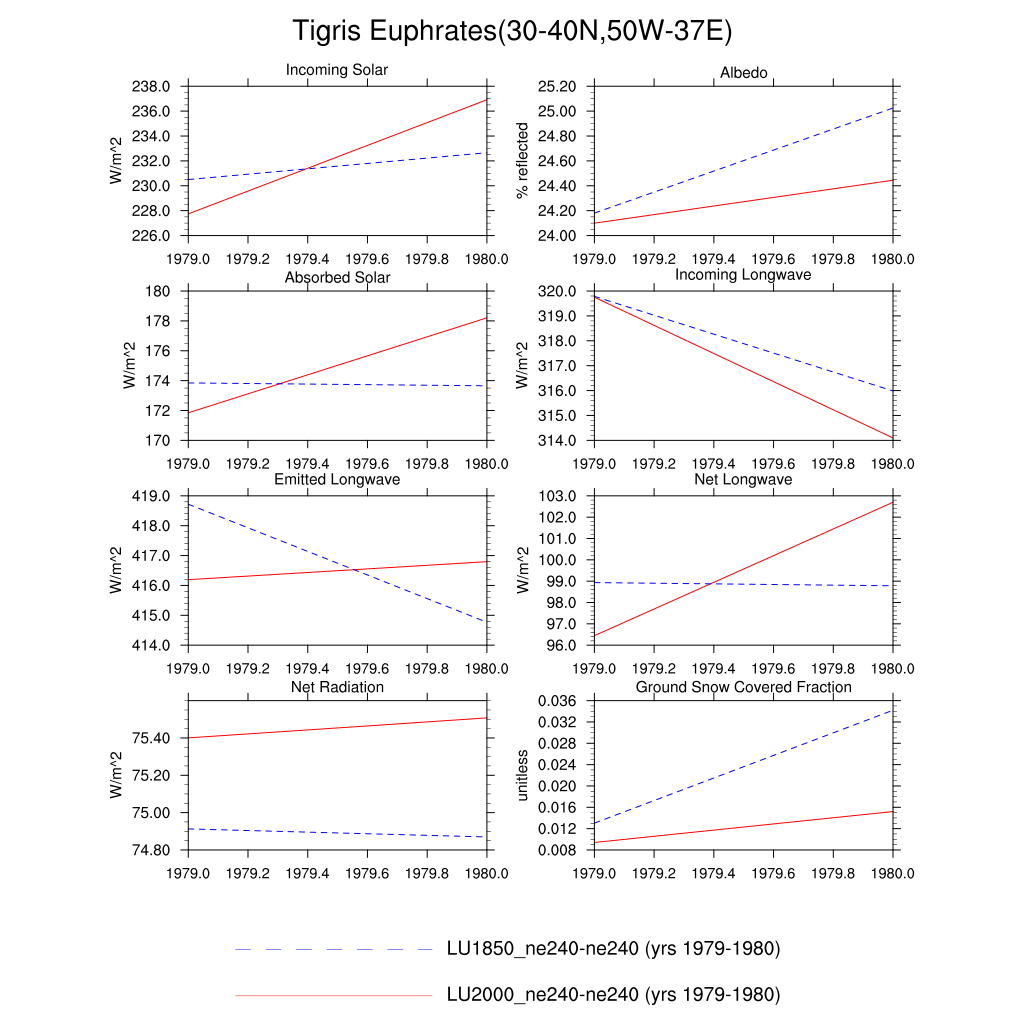 Tigris Euphrates(30-40N,50W-37E)
Incoming Solar
W/m^2
238.0
236.0
234.0
232.0
230.0
228.0
226.0
1979.0 1979.2 1979.4 1979.6 1979.8 1980.0
Albedo
% reflected
25.20
25.00
24.80
24.60
24.40
24.20
24.00
1979.0 1979.2 1979.4 1979.6 1979.8 1980.0
Absorbed Solar
W/m^2
180
178
176
174
172
170
1979.0 1979.2 1979.4 1979.6 1979.8 1980.0
Incoming Longwave
W/m^2
320.0
319.0
318.0
317.0
316.0
315.0
314.0
1979.0 1979.2 1979.4 1979.6 1979.8 1980.0
Emitted Longwave
W/m^2
419.0
418.0
417.0
416.0
415.0
414.0
1979.0 1979.2 1979.4 1979.6 1979.8 1980.0
Net Longwave
W/m^2
103.0
102.0
101.0
100.0
99.0
98.0
97.0
96.0
1979.0 1979.2 1979.4 1979.6 1979.8 1980.0
Net Radiation
W/m^2
75.40
75.20
75.00
74.80
1979.0 1979.2 1979.4 1979.6 1979.8 1980.0
Ground Snow Covered Fraction
unitless
0.036
0.032
0.028
0.024
0.020
0.016
0.012
0.008
1979.0 1979.2 1979.4 1979.6 1979.8 1980.0
LU1850_ne240-ne240 (yrs 1979-1980)
LU2000_ne240-ne240 (yrs 1979-1980)